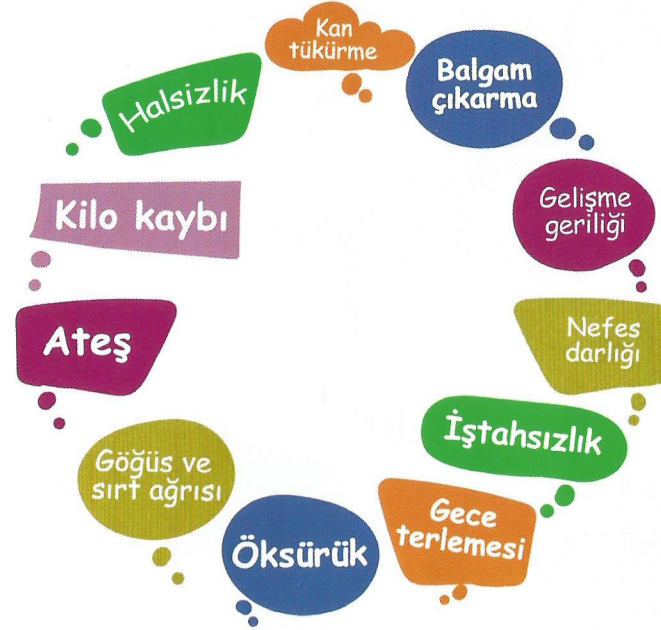 Kan
tükürme
Balgam
çıkarma
Gelişme
geriliği
Nefes
darlığı
İştahsızlık
Gece
terlemesi
Öksürük
Göğüs ve
sırt ağrısı
Ateş
Kilo kaybı
Halsizlik